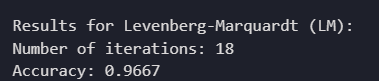 Results for Levenberg-Marquardt (LM):
Number of iterations: 18
Accuracy: 0.9667